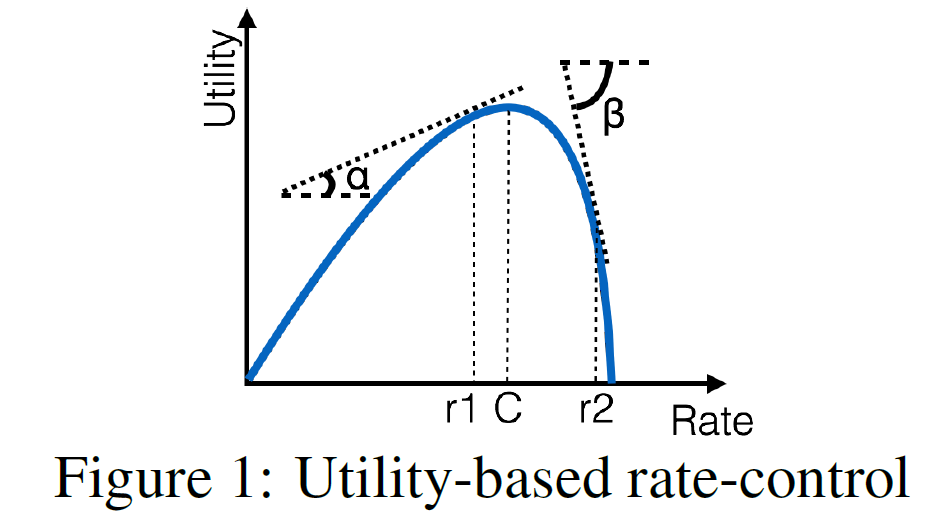 Utility
α
β
r1 C r2
Rate
Figure 1: Utility-based rate-control